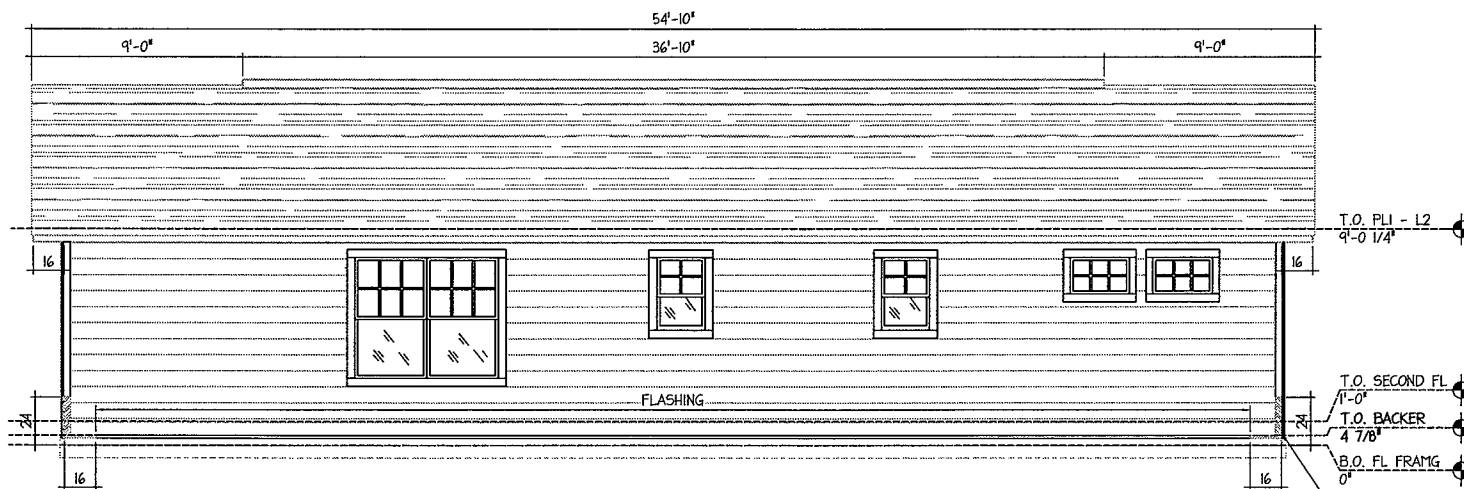 54'-10"
9'-0" 36'-10" 9'-0"
T.O. PL1 - L2
9'-0 1/4"
16 16
T.O. SECOND FL
1'-0"
FLASHING
24 24
T.O. BACKER
4 7/8"
B.O. FL FRAMG
0"
16 16